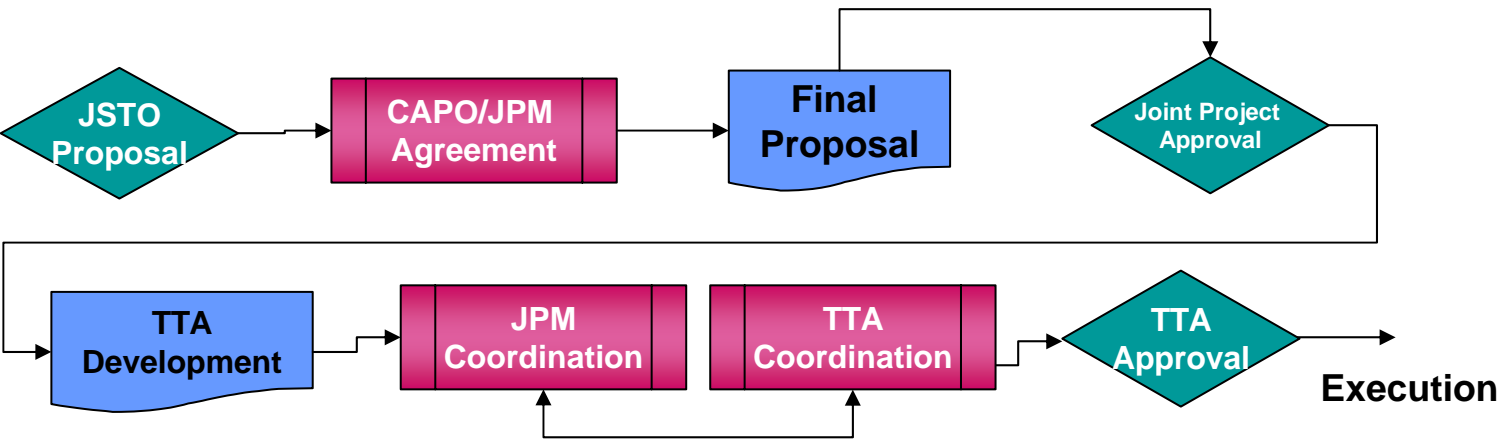 JSTO
Proposal
CAPO/JPM
Agreement
Final
Proposal
Joint Project
Approval
TTA
Development
JPM
Coordination
TTA
Coordination
TTA
Approval
Execution